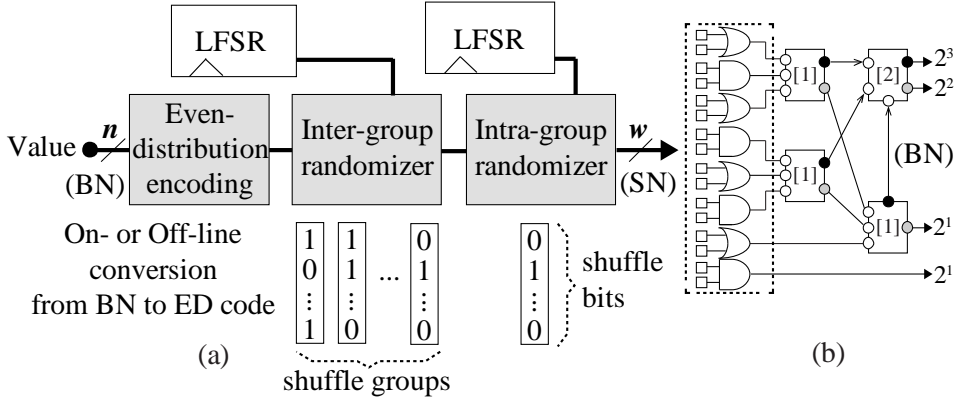 LFSR
LFSR
Value
n
(BN)
Even-
distribution
encoding
Inter-group
randomizer
Intra-group
randomizer
w
(SN)
On- or Off-line
conversion
from BN to ED code
1
0
⋮
1
1
1
⋮
0
...
0
1
⋮
0
0
1
⋮
0
shuffle
bits
shuffle groups
(a)
[1]
[2]
2³
2²
(BN)
[1]
[1]
2¹
2¹
(b)